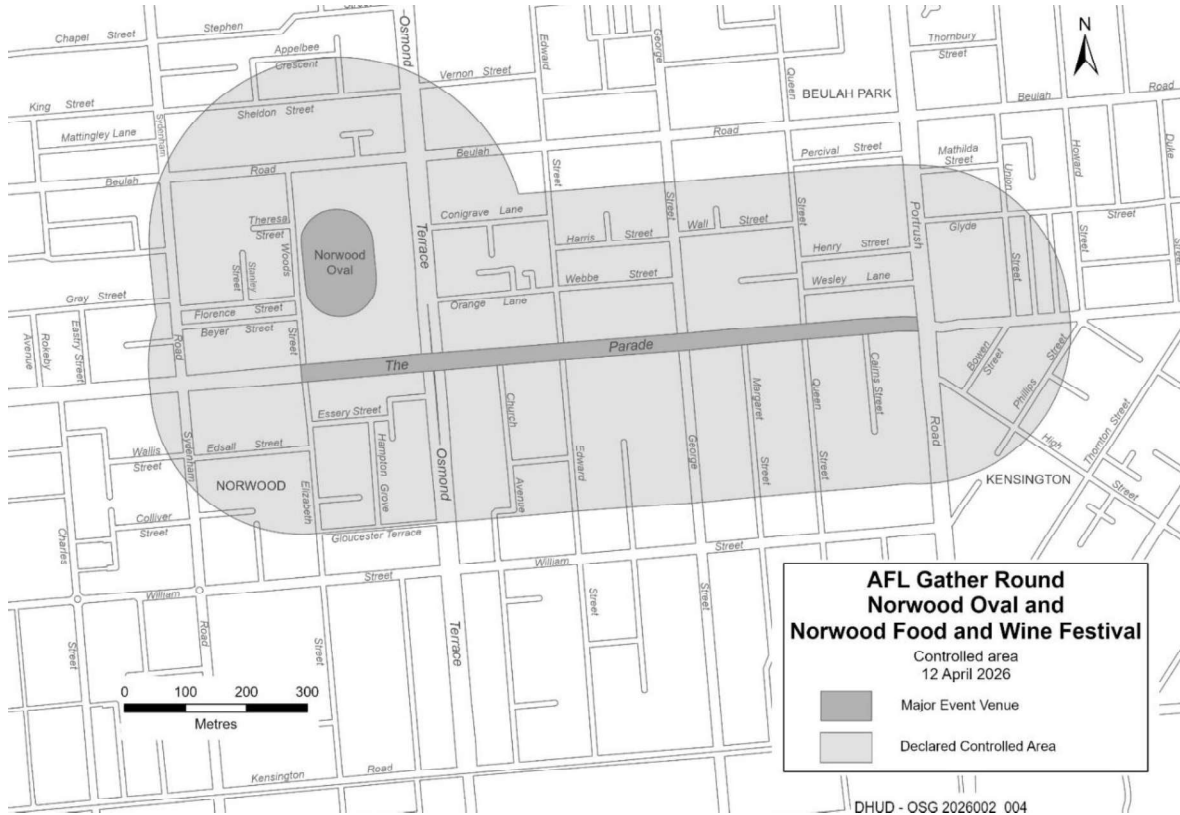 Chapel Street
Stephen
Street
Osmond
Edward
George
Thornbury
Street
N
Appelbee
Crescent
Vernon Street
Queen
BEULAH PARK
King Street
Sheldon Street
Sydenham
Mattingley Lane
Beulah Road
Road
Beulah
Percival Street
Mathilda
Street
Howard
Duke
Beulah
Road
Street
Street
Street
Union
Theresa
Street
Woods
Norwood
Oval
Terrace
Conigrave Lane
Harris Street
Wall Street
Portrush
Glyde
Street
Henry Street
Stanley
Street
Webbe Street
Wesley Lane
Street
Street
Gray Street
Florence Street
Orange Lane
Beyer Street
Street
Rokeby
Avenue
Eastry Street
Road
The Parade
Bowen
Street
Cairns Street
Phillips Street
Essery Street
Church
Avenue
Margaret
Street
Queen
Street
Road
High
Street
Thornton Street
Wallis
Street
Edsall Street
Sydenham
Hampton
Grove
Osmond
Edward
George
NORWOOD
Elizabeth
KENSINGTON
Colliver
Street
Charles
Gloucester Terrace
William Street
Street
William
Street
Road
Street
Terrace
Street
Street
AFL Gather Round
Norwood Oval and
Norwood Food and Wine Festival
Controlled area
12 April 2026
Major Event Venue
Declared Controlled Area
0 100 200 300
Metres
Kensington Road
DHUD - OSG 2026002_004